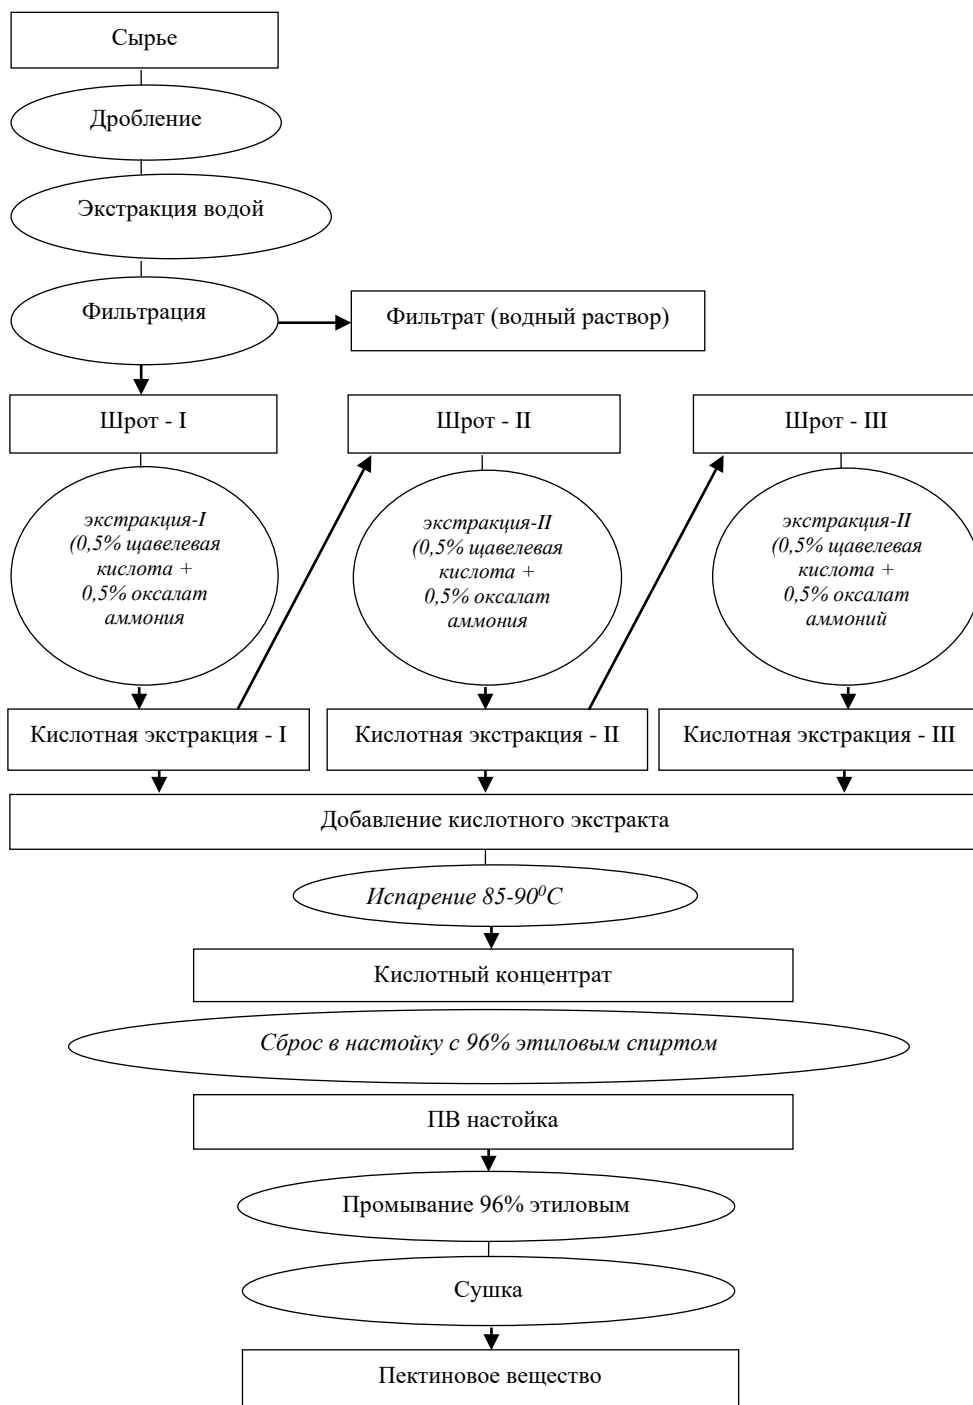 Сырье
Дробление
Экстракция водой
Фильтрация
Фильтрат (водный раствор)
Шрот - I
Шрот - II
Шрот - III
экстракция-I
(0,5% щавелевая
кислота +
0,5% оксалат
аммония
экстракция-II
(0,5% щавелевая
кислота +
0,5% оксалат
аммония
экстракция-II
(0,5% щавелевая
кислота +
0,5% оксалат
аммоний
Кислотная экстракция - I
Кислотная экстракция - II
Кислотная экстракция - III
Добавление кислотного экстракта
Испарение 85-90⁰С
Кислотный концентрат
Сброс в настойку с 96% этиловым спиртом
ПВ настойка
Промывание 96% этиловым
Сушка
Пектиновое вещество